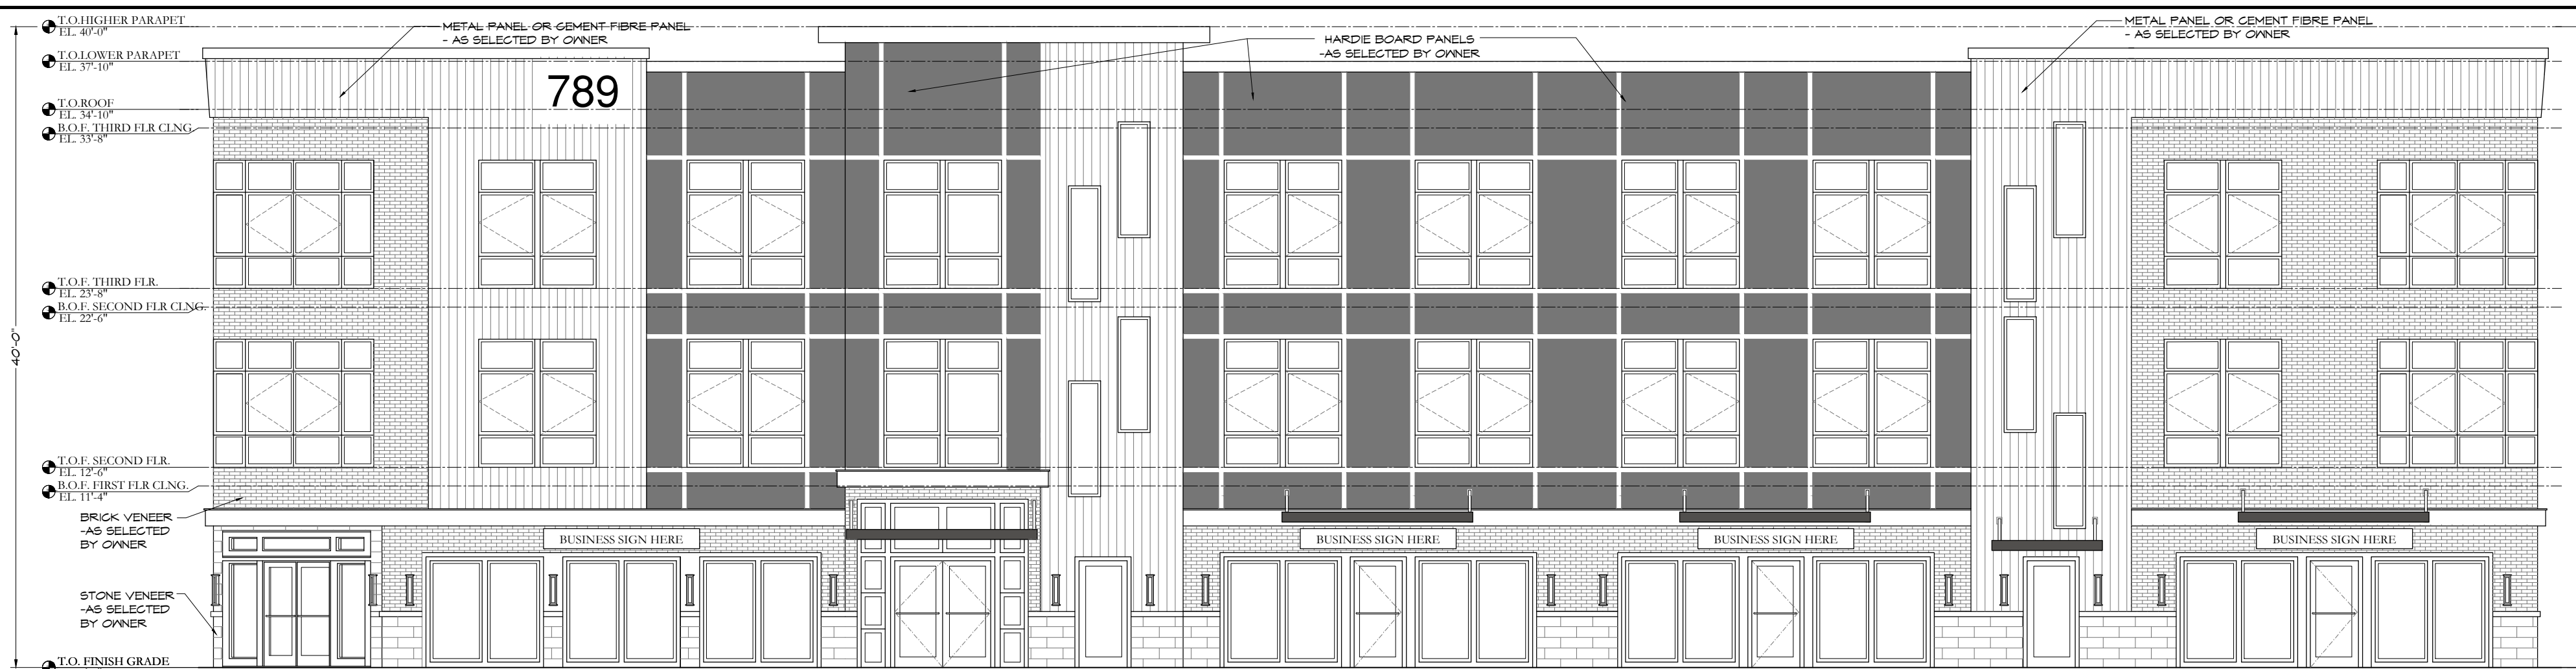 T.O.HIGHER PARAPET
EL. 40'-0"
T.O.LOWER PARAPET
EL. 37'-10"
T.O.ROOF
EL. 34'-10"
B.O.F. THIRD FLR CLNG
EL. 33'-8"
T.O.F. THIRD FLR.
EL. 23'-8"
B.O.F. SECOND FLR CLNG.
EL. 22'-6"
T.O.F. SECOND FLR.
EL. 12'-6"
B.O.F. FIRST FLR CLNG.
EL. 11'-4"
T.O. FINISH GRADE
40'-0"
METAL PANEL OR CEMENT FIBRE PANEL
- AS SELECTED BY OWNER
789
HARDIE BOARD PANELS
-AS SELECTED BY OWNER
METAL PANEL OR CEMENT FIBRE PANEL
- AS SELECTED BY OWNER
BRICK VENEER
-AS SELECTED
BY OWNER
STONE VENEER
-AS SELECTED
BY OWNER
BUSINESS SIGN HERE
BUSINESS SIGN HERE
BUSINESS SIGN HERE
BUSINESS SIGN HERE